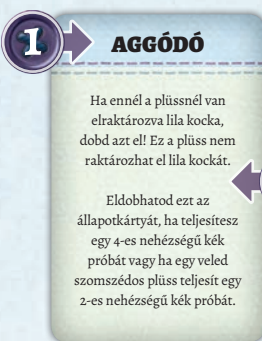 1
AGGÓDÓ
Ha ennél a plüssnél van
elraktározva lila kocka,
dobd azt el! Ez a plüss nem
raktározhat el lila kockát.
Eldobhatod ezt az
állapotkártyát, ha teljesítesz
egy 4-es nehézségű kék
próbát vagy ha egy veled
szomszédos plüss teljesít egy
2-es nehézségű kék próbát.